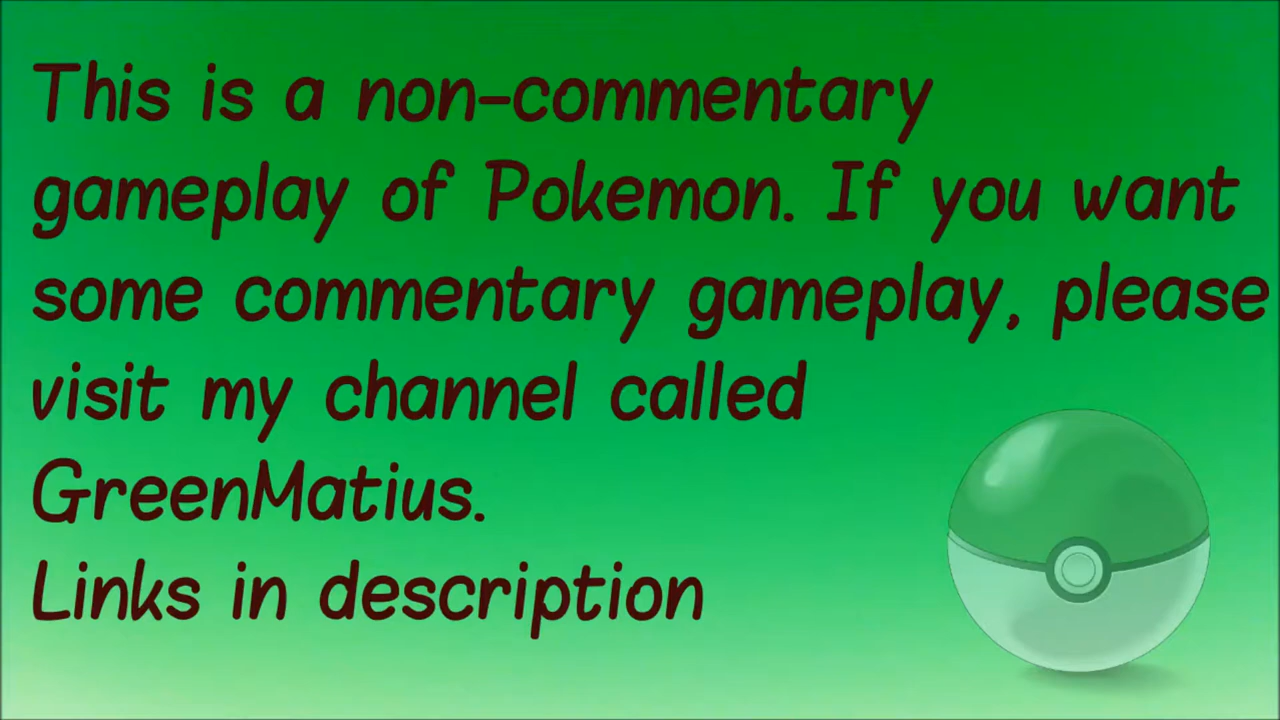 This is a non-commentary
gameplay of Pokemon. If you want
some commentary gameplay, please
visit my channel called
GreenMatius.
Links in description